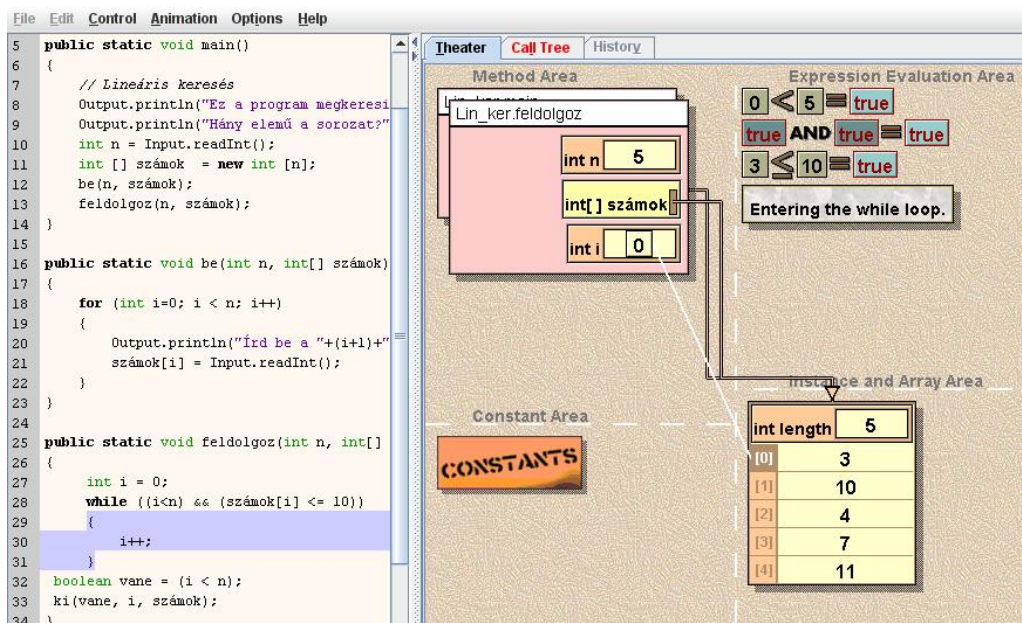 File Edit Control Animation Options Help
5 public static void main()
6 {
7 // Lineáris keresés
8 Output.println("Ez a program megkeresi
9 Output.println("Hány elemű a sorozat?"
10 int n = Input.readInt();
11 int [] számok = new int [n];
12 be(n, számok);
13 feldolgoz(n, számok);
14 }
15
16 public static void be(int n, int[] számok)
17 {
18 for (int i=0; i < n; i++)
19 {
20 Output.println("Írd be a "+(i+1)+"
21 számok[i] = Input.readInt();
22 }
23 }
24
25 public static void feldolgoz(int n, int[]
26 {
27 int i = 0;
28 while ((i<n) && (számok[i] <= 10))
29 {
30 i++;
31 }
32 boolean vane = (i < n);
33 ki(vane, i, számok);
34 }
Theater Call Tree History
Method Area
Lin_ker.main
Lin_ker.feldolgoz
int n 5
int[ ] számok
int i 0
Expression Evaluation Area
0 < 5 = true
true AND true = true
3 ≤ 10 = true
Entering the while loop.
Constant Area
CONSTANTS
Instance and Array Area
int length 5
[0] 3
[1] 10
[2] 4
[3] 7
[4] 11